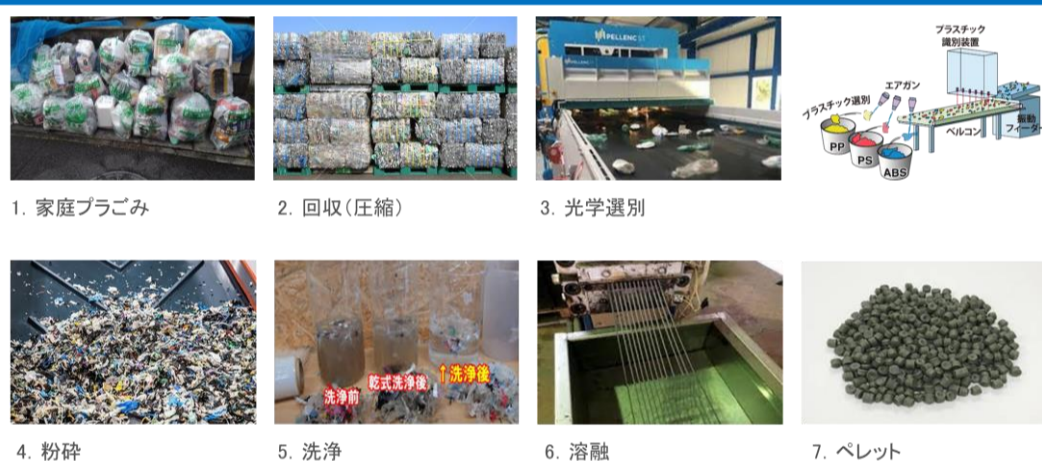 PELLENC ST
プラスチック
識別装置
エアガン
プラスチック選別
ベルコン
振動
フィーダー
PP
PS
ABS
1. 家庭プラごみ
2. 回収(圧縮)
3. 光学選別
洗浄前
乾式洗浄後
↑洗浄後
4. 粉砕
5. 洗浄
6. 溶融
7. ペレット